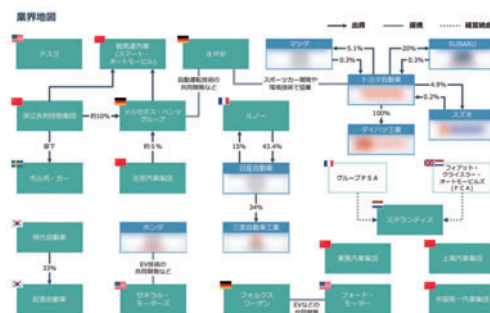 業界地図
出資
提携
経営統合
テスラ
智馬達汽車
(スマート・
オートモービル)
BMW
マツダ
5.1%
0.3%
20%
0.3%
SUBARU
自動運転技術の
共同開発など
スポーツカー開発や
環境技術で協業
トヨタ自動車
4.9%
0.2%
スズキ
100%
ダイハツ工業
浙江吉利控股集団
約10%
メルセデス・ベンツ
グループ
ルノー
傘下
約5%
15%
43.4%
ボルボ・カー
北京汽車集団
日産自動車
グループPSA
フィアット・
クライスラー・
オートモービルズ
(FCA)
34%
ステランティス
現代自動車
ホンダ
三菱自動車工業
33%
EV技術の
共同開発など
東風汽車集団
上海汽車集団
起亜自動車
ゼネラル・
モーターズ
フォルクス
ワーゲン
EVなどの
共同開発
フォード・
モーター
中国第一汽車集団